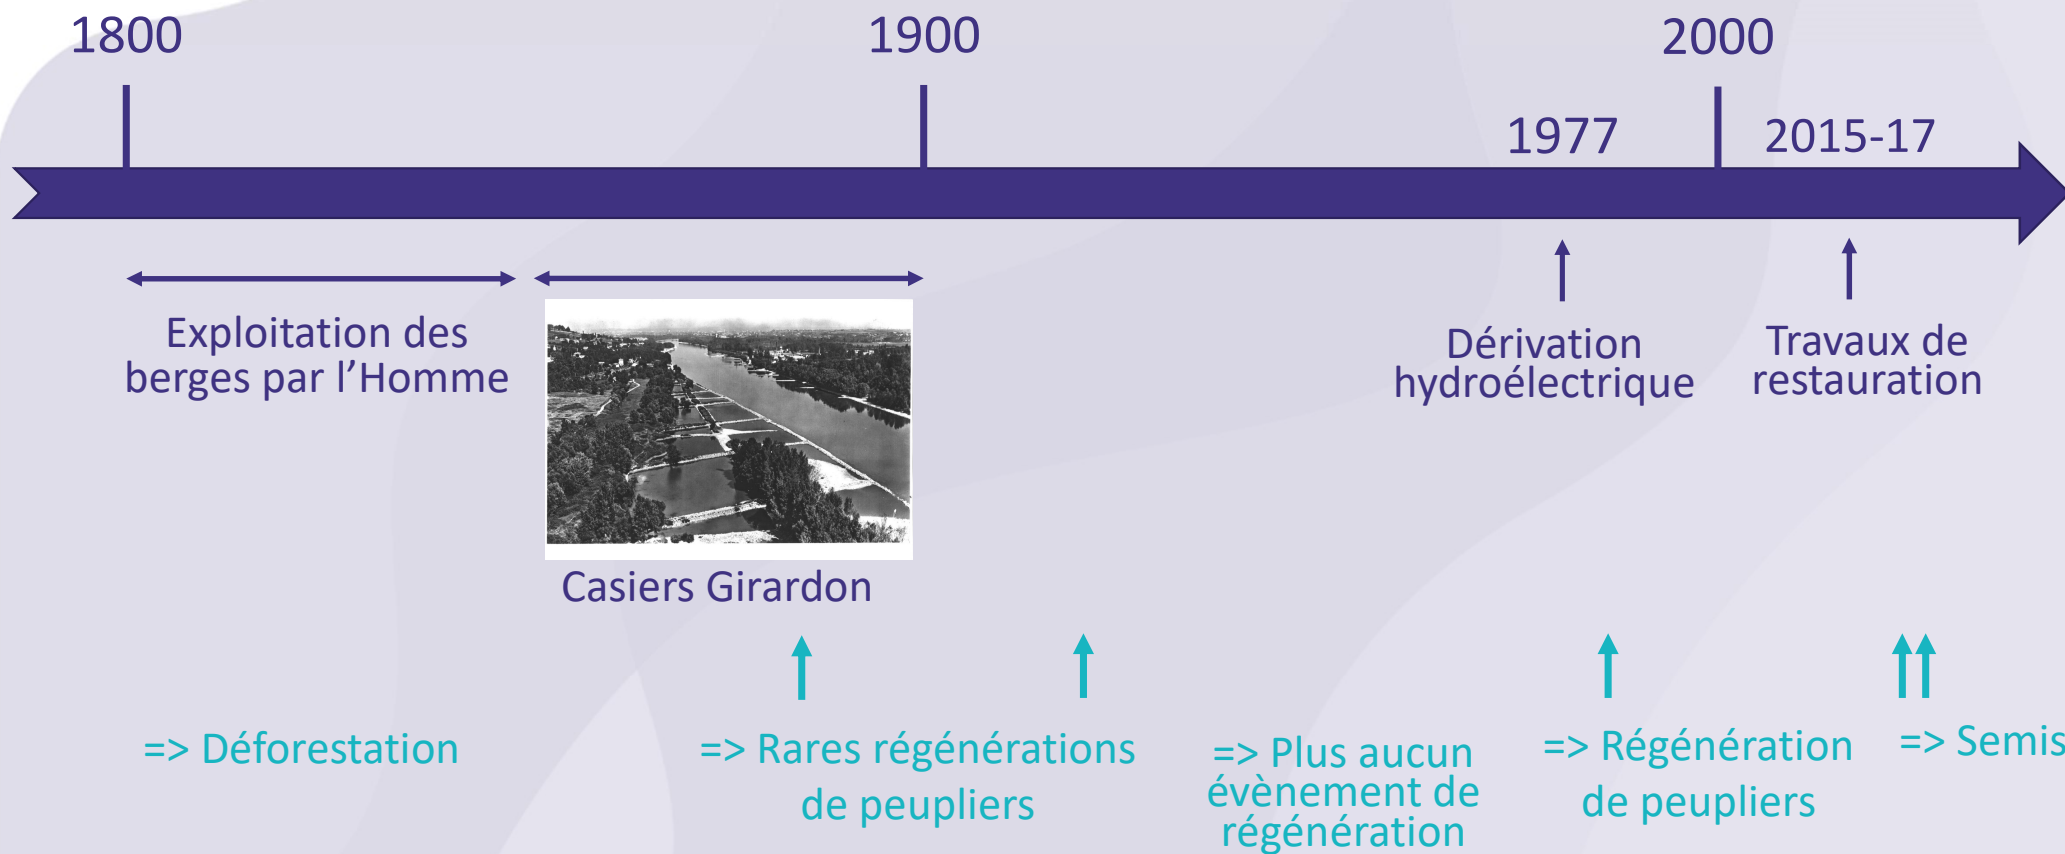 1800
1900
2000
1977
2015-17
Exploitation des
berges par l’Homme
Casiers Girardon
Dérivation
hydroélectrique
Travaux de
restauration
=> Déforestation
=> Rares régénérations
de peupliers
=> Plus aucun
évènement de
régénération
=> Régénération
de peupliers
=> Semis